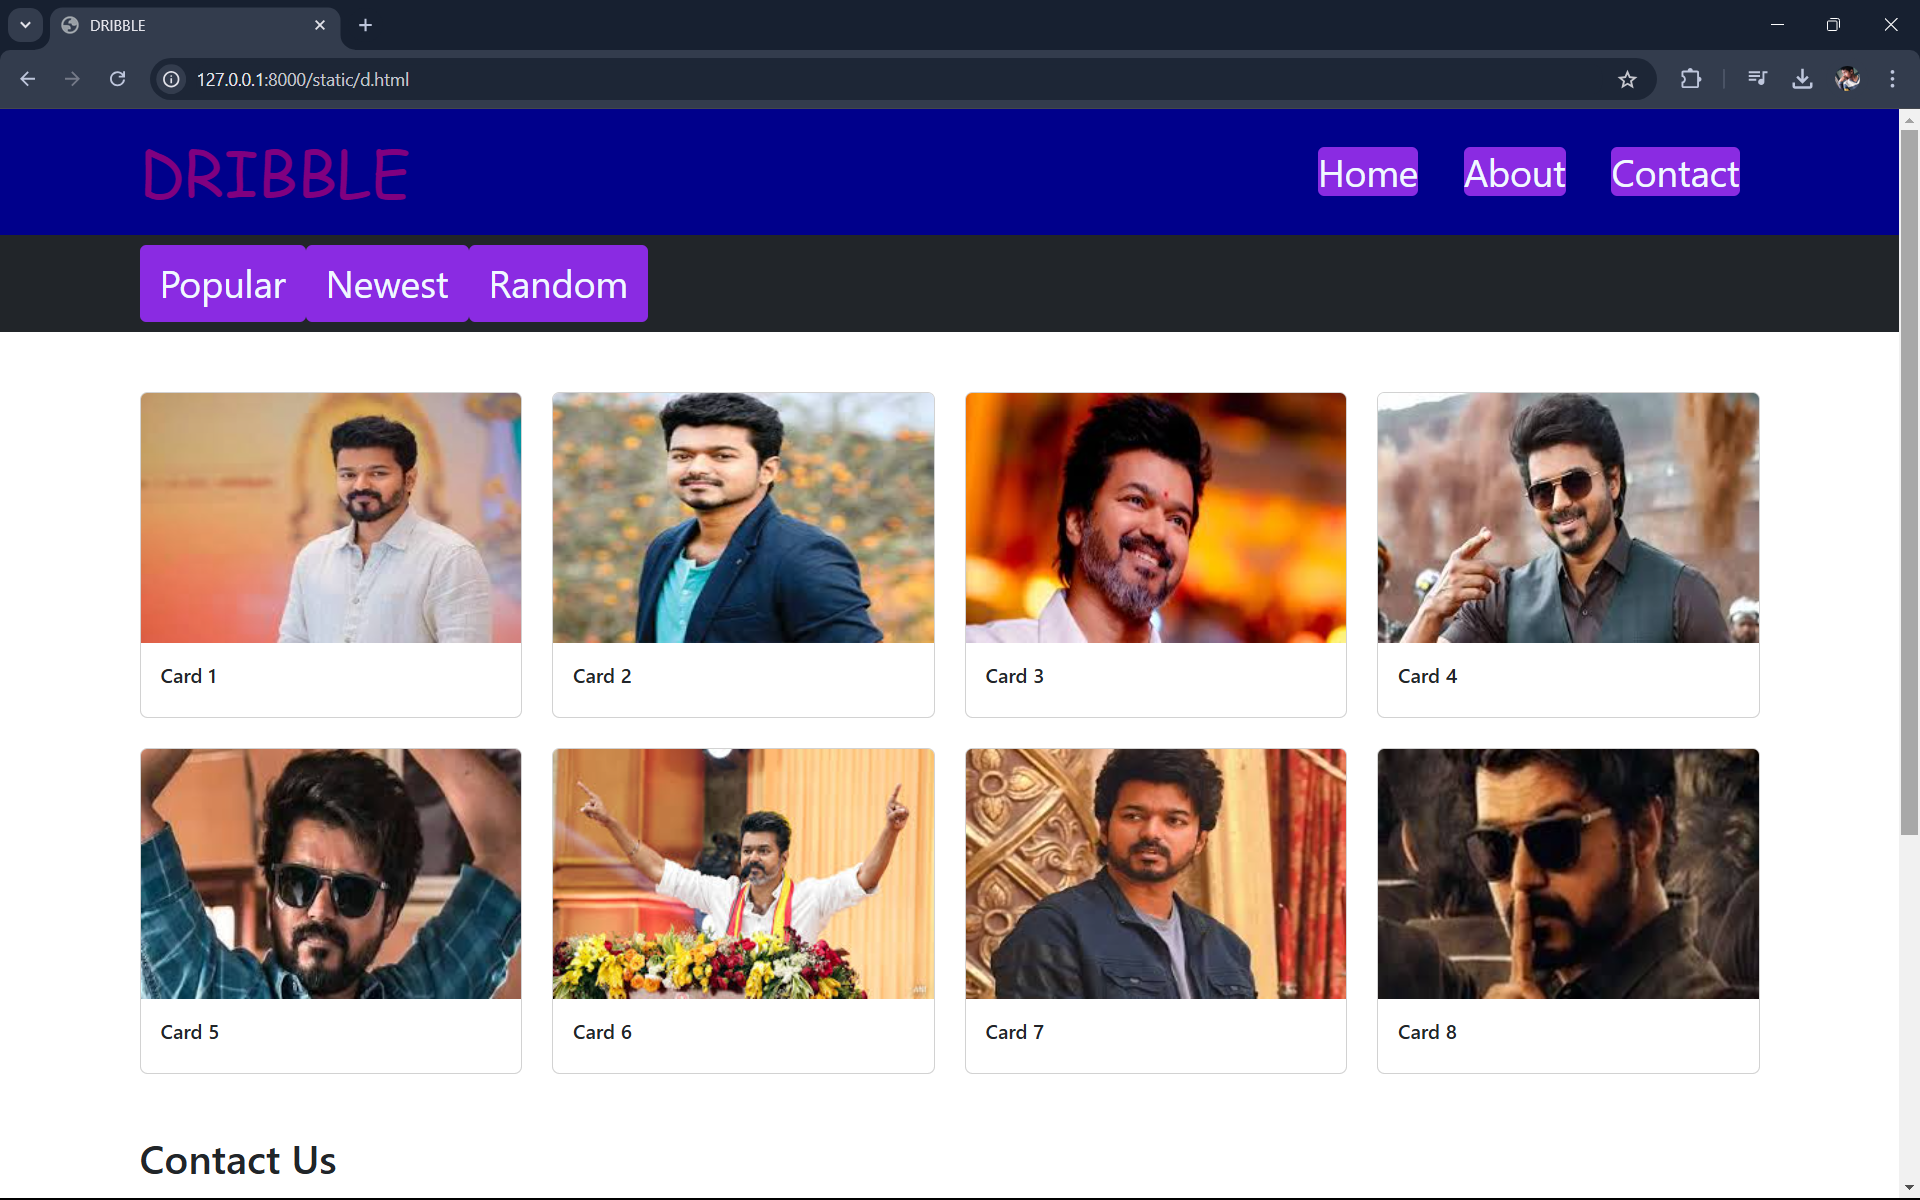 DRIBBLE
127.0.0.1:8000/static/d.html
DRIBBLE
Home About Contact
Popular Newest Random
Card 1 Card 2 Card 3 Card 4
ANI
Card 5 Card 6 Card 7 Card 8
Contact Us